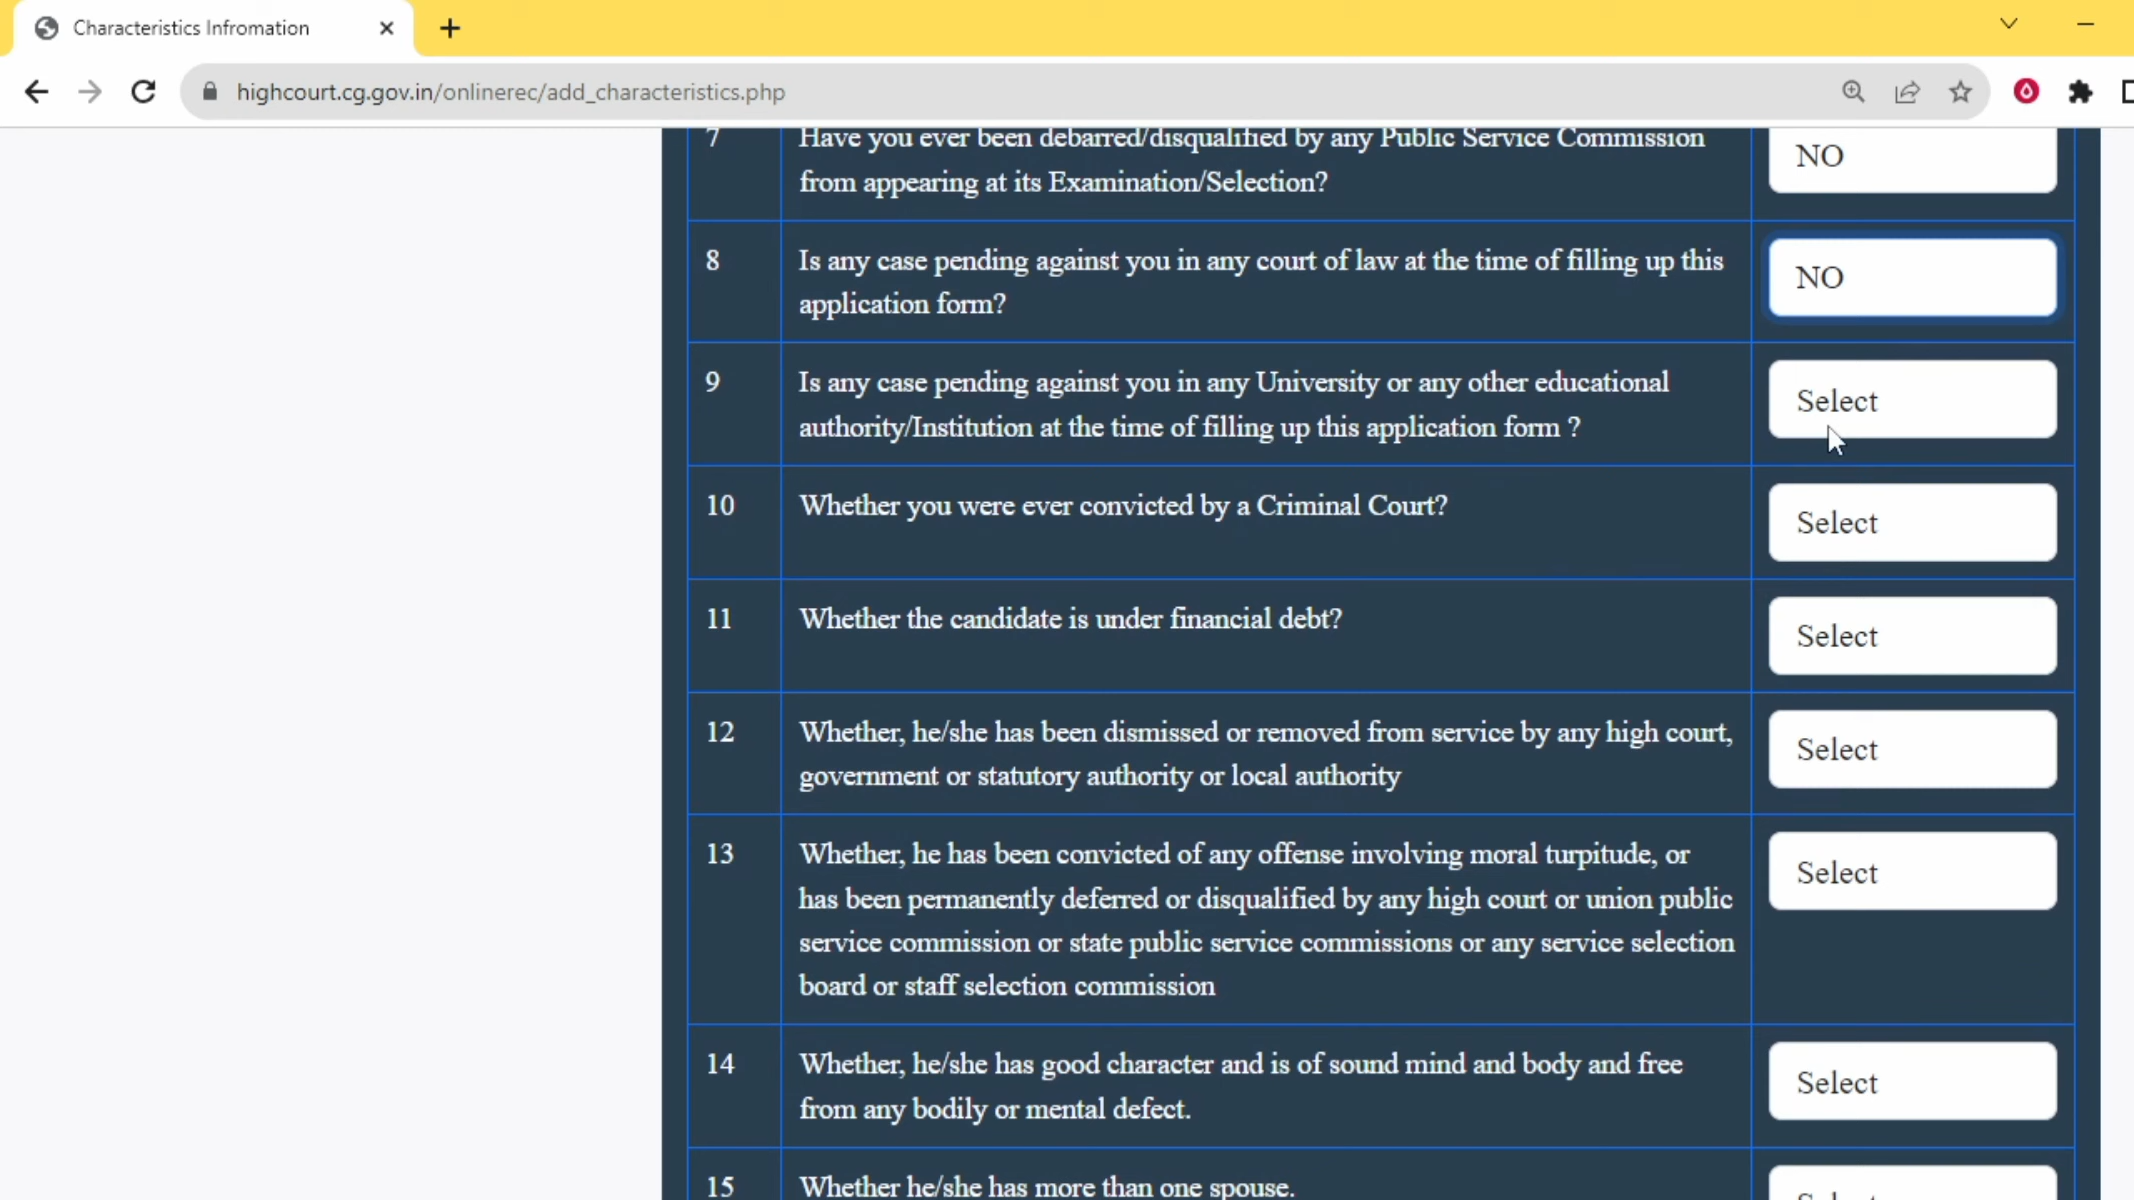 Characteristics Infromation
highcourt.cg.gov.in/onlinerec/add_characteristics.php
7 Have you ever been debarred/disqualified by any Public Service Commission NO
from appearing at its Examination/Selection?
8 Is any case pending against you in any court of law at the time of filling up this NO
application form?
9 Is any case pending against you in any University or any other educational Select
authority/Institution at the time of filling up this application form ?
10 Whether you were ever convicted by a Criminal Court? Select
11 Whether the candidate is under financial debt? Select
12 Whether, he/she has been dismissed or removed from service by any high court, Select
government or statutory authority or local authority
13 Whether, he has been convicted of any offense involving moral turpitude, or Select
has been permanently deferred or disqualified by any high court or union public
service commission or state public service commissions or any service selection
board or staff selection commission
14 Whether, he/she has good character and is of sound mind and body and free Select
from any bodily or mental defect.
15 Whether he/she has more than one spouse.